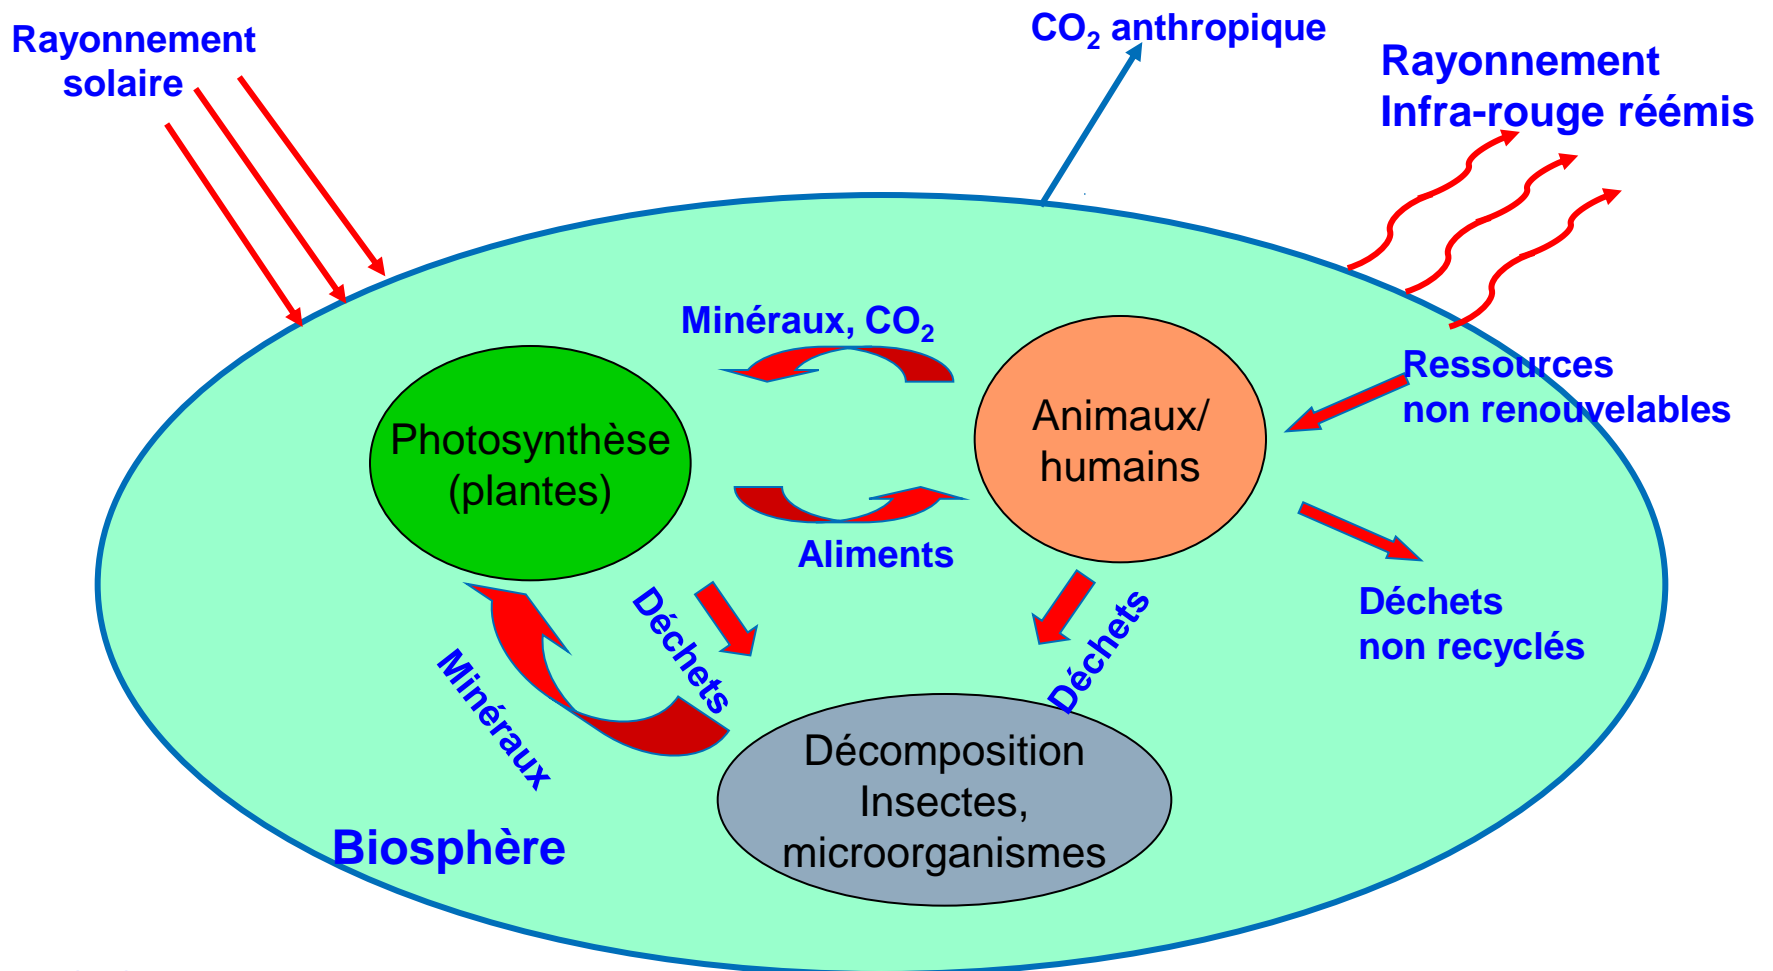 Rayonnement
solaire
CO₂ anthropique
Rayonnement
Infra-rouge réémis
Minéraux, CO₂
Ressources
non renouvelables
Animaux/
humains
Photosynthèse
(plantes)
Aliments
Déchets
Déchets
Déchets
non recyclés
Minéraux
Décomposition
Insectes,
microorganismes
Biosphère